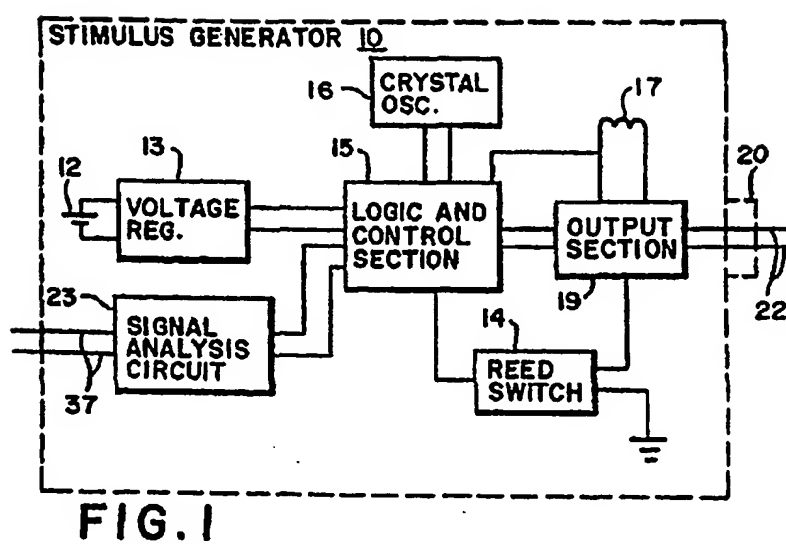 STIMULUS GENERATOR 10
16
CRYSTAL
OSC.
17
12
13
15
20
VOLTAGE
REG.
LOGIC AND
CONTROL
SECTION
OUTPUT
SECTION
19
22
23
SIGNAL
ANALYSIS
CIRCUIT
37
14
REED
SWITCH
FIG.1